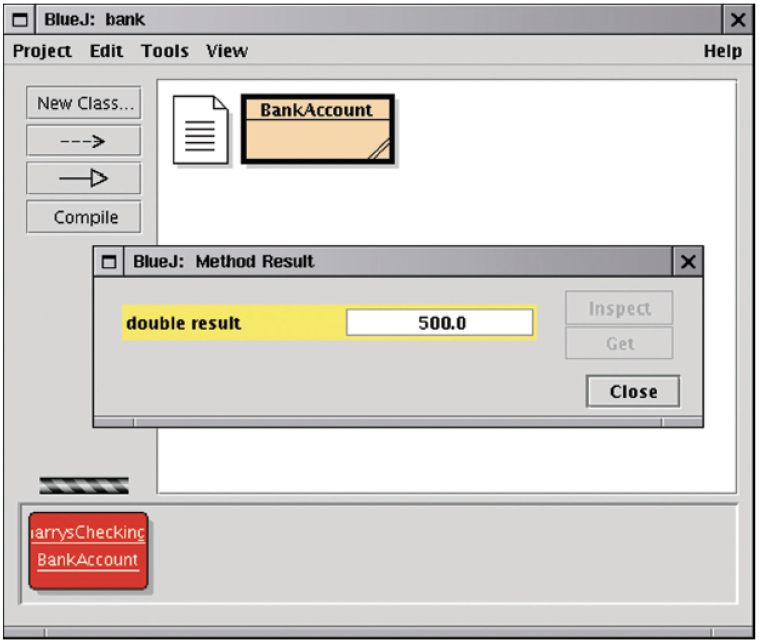 BlueJ: bank
Project Edit Tools View Help
New Class...
BankAccount
Compile
BlueJ: Method Result
double result 500.0
Inspect
Get
Close
arrysChecking
BankAccount